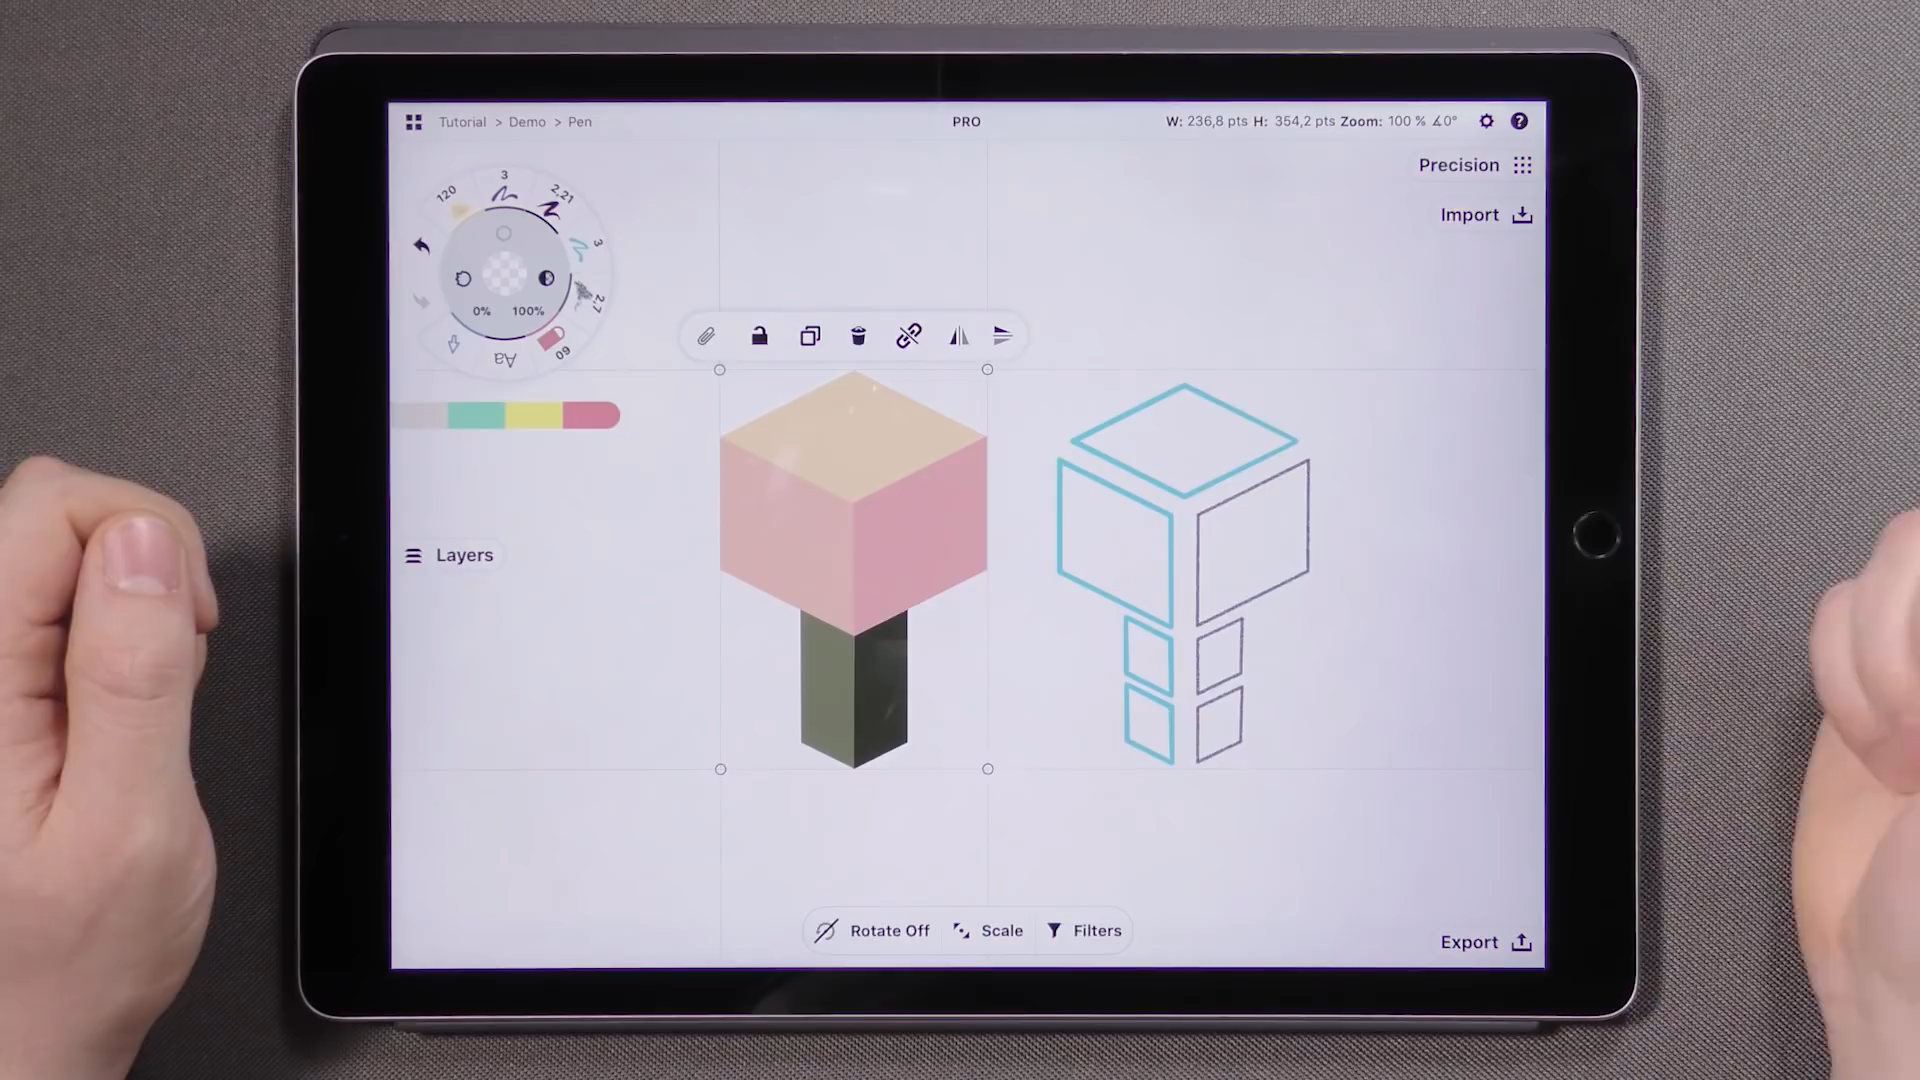 Tutorial > Demo > Pen
PRO
W: 236,8 pts H: 354,2 pts Zoom: 100 % ∡0°
Precision
Import
120
3
2,21
3
2,7
60
Aa
0%
100%
Layers
Rotate Off
Scale
Filters
Export